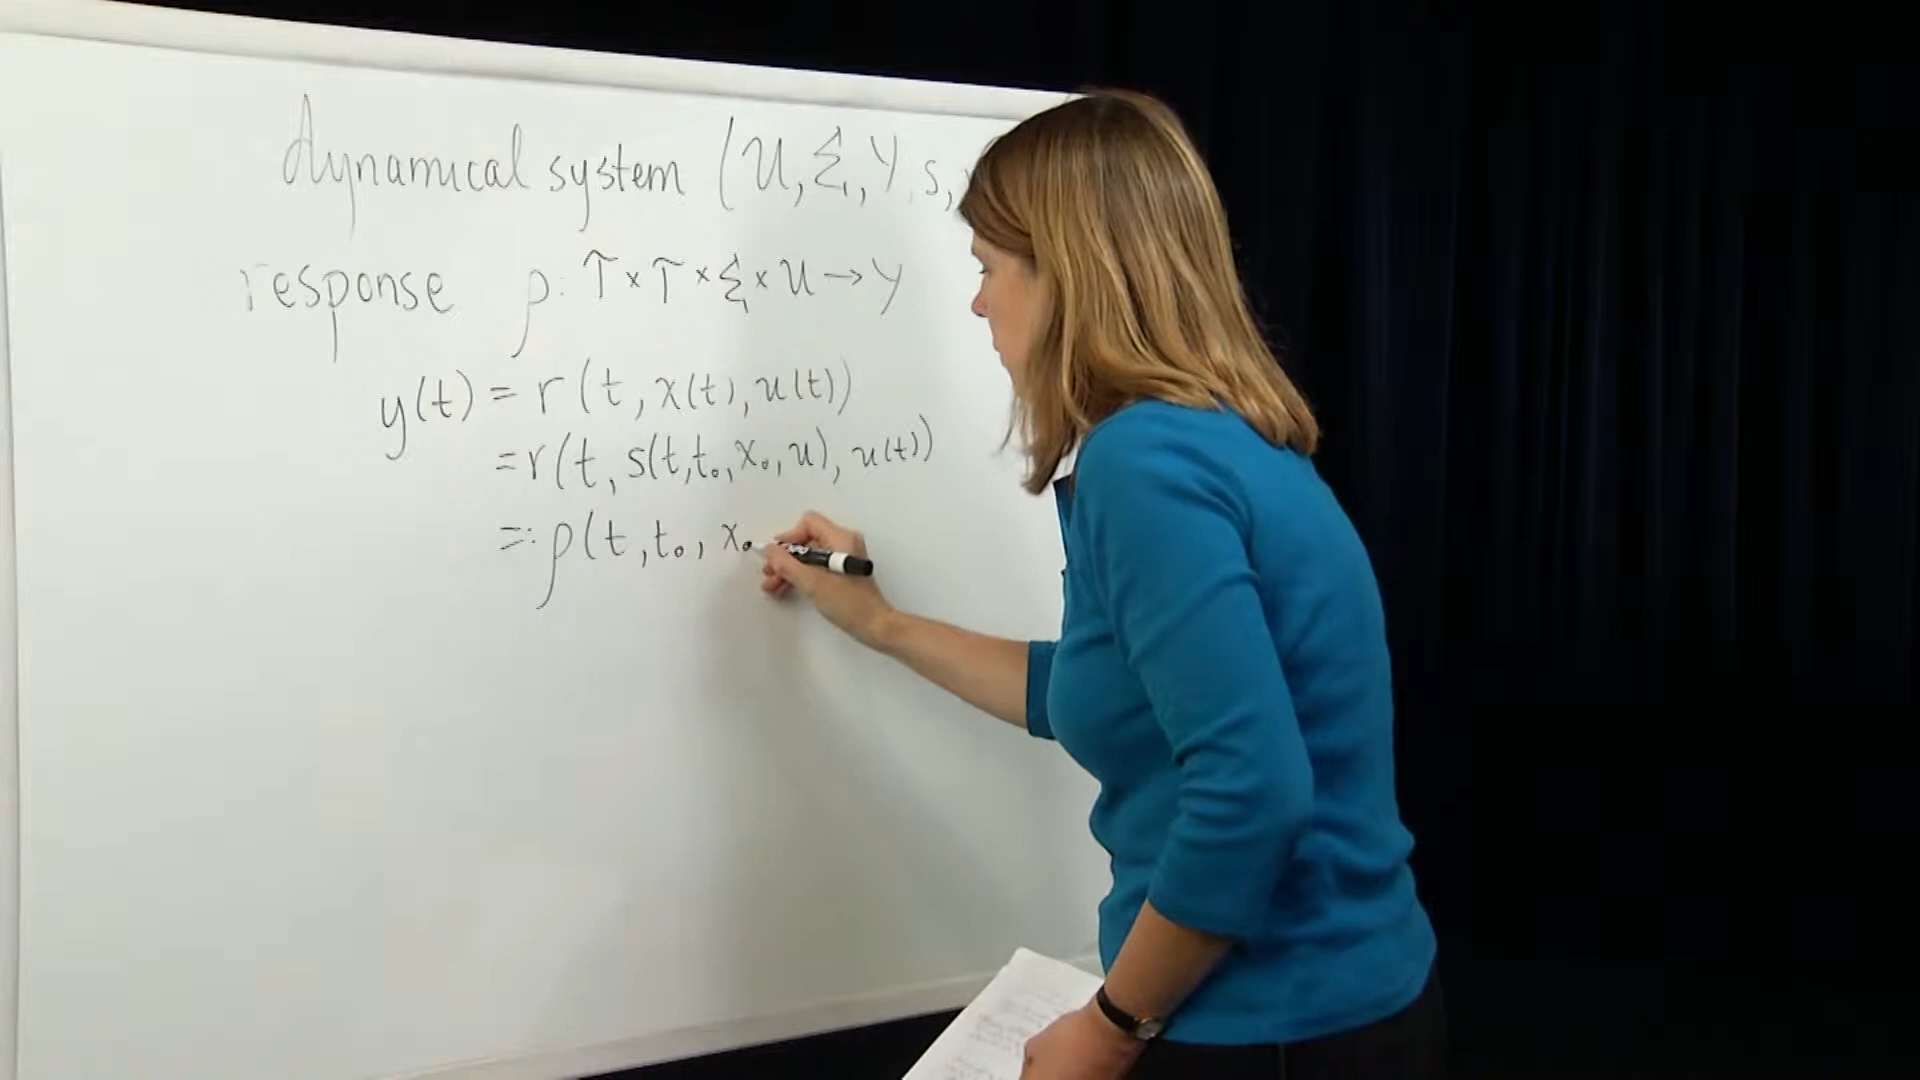 dynamical system (U, Σ, Y, s,
response ρ: T × T × Σ × U → Y
y(t) = r(t, x(t), u(t))
= r(t, s(t, t₀, x₀, u), u(t))
=: ρ(t, t₀, x₀